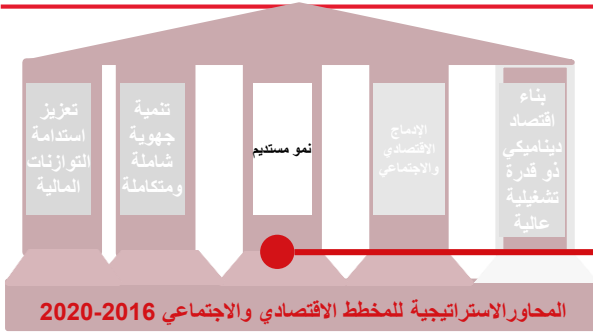 بناء
اقتصاد
ديناميكي
ذو قدرة
تشغيلية
عالية
الإدماج
الاقتصادي
والاجتماعي
نمو مستديم
تنمية
جهوية
شاملة
ومتكاملة
تعزيز
استدامة
التوازنات
المالية
المحاورالاستراتيجية للمخطط الاقتصادي والاجتماعي 2016-2020